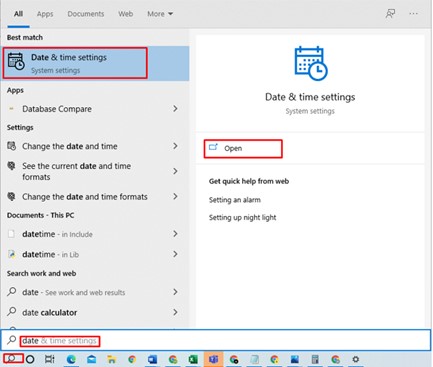 All Apps Documents Web More
Best match
Date & time settings
System settings
Apps
Database Compare
Settings
Change the date and time
See the current date and time
formats
Change the date and time formats
Documents - This PC
datetime - in Include
datetime - in Lib
Search work and web
date - See work and web results
date calculator
date & time settings
Date & time settings
System settings
Open
Get quick help from web
Setting an alarm
Setting up night light